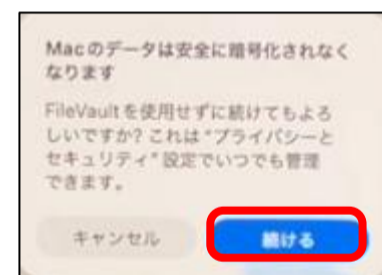 Macのデータは安全に暗号化されなく
なります
FileVaultを使用せずに続けてもよろ
しいですか? これは"プライバシーと
セキュリティ"設定でいつでも管理
できます。
キャンセル
続ける